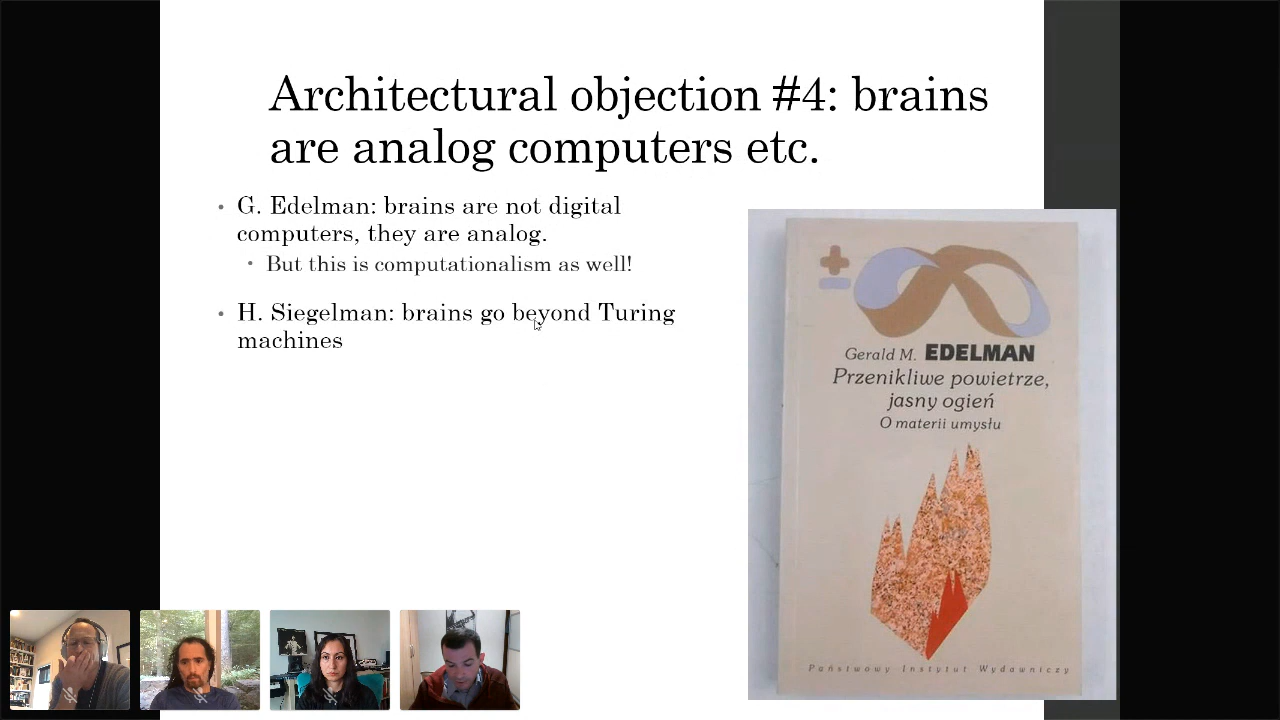 Architectural objection #4: brains
are analog computers etc.
• G. Edelman: brains are not digital
computers, they are analog.
• But this is computationalism as well!
• H. Siegelman: brains go beyond Turing
machines
Gerald M. EDELMAN
Przenikliwe powietrze,
jasny ogień
O materii umysłu
Państwowy Instytut Wydawniczy